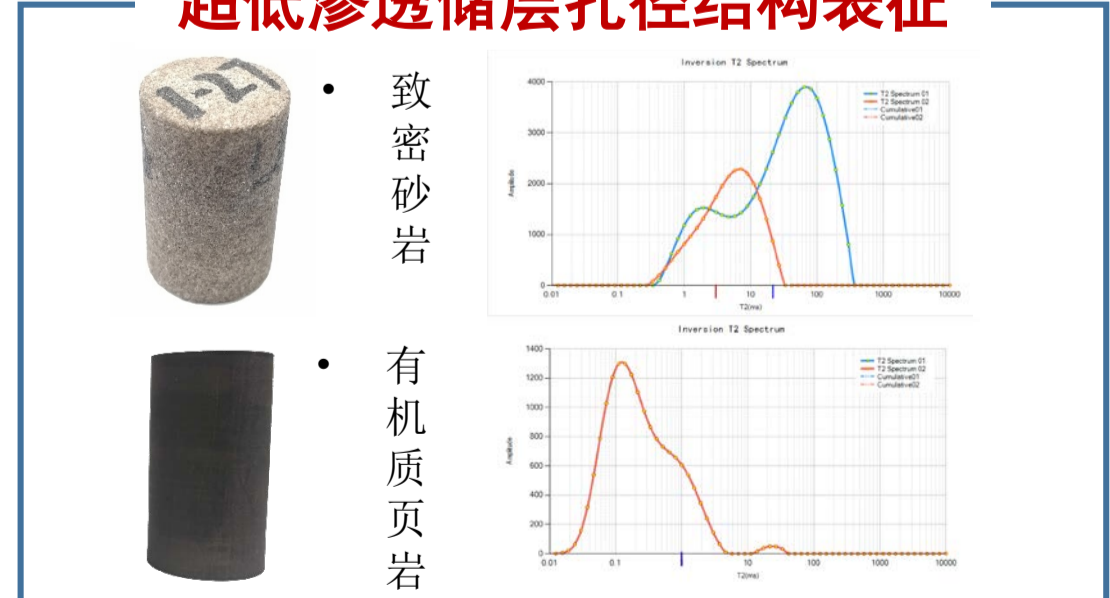 超低渗透储层孔径结构表征
1-27
• 致密砂岩
Inversion T2 Spectrum
4000
3000
2000
1000
0
Amplitude
T2 Spectrum 01
T2 Spectrum 02
Cumulative01
Cumulative02
0.01 0.1 1 10 100 1000 10000
T2(ms)
• 有机质页岩
Inversion T2 Spectrum
1400
1200
1000
800
600
400
200
0
Amplitude
T2 Spectrum 01
T2 Spectrum 02
Cumulative01
Cumulative02
0.01 0.1 10 100 1000 10000
T2(ms)